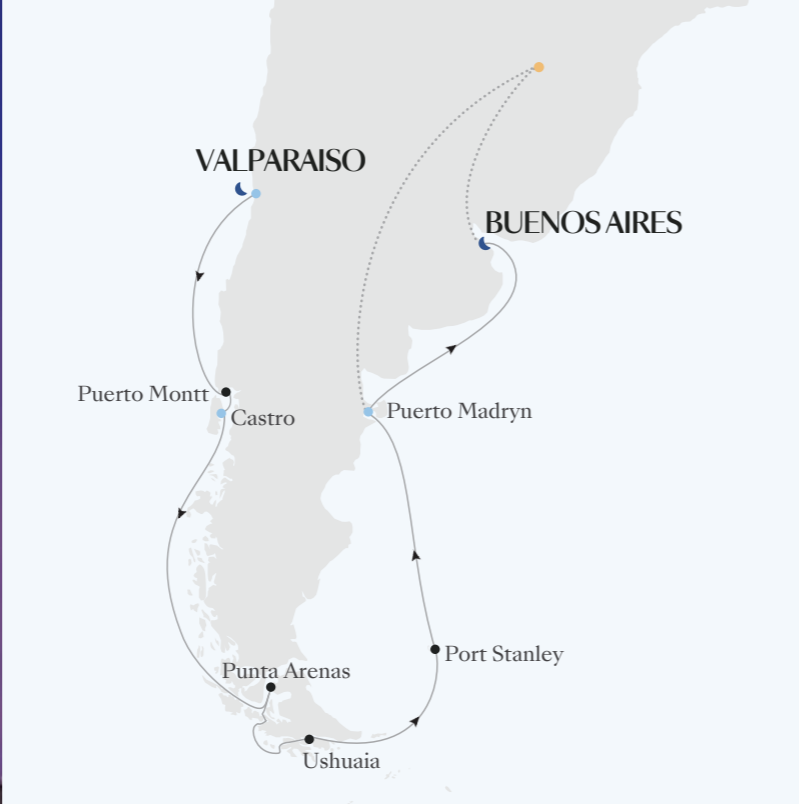 VALPARAISO
BUENOS AIRES
Puerto Montt
Puerto Madryn
Castro
Port Stanley
Punta Arenas
Ushuaia